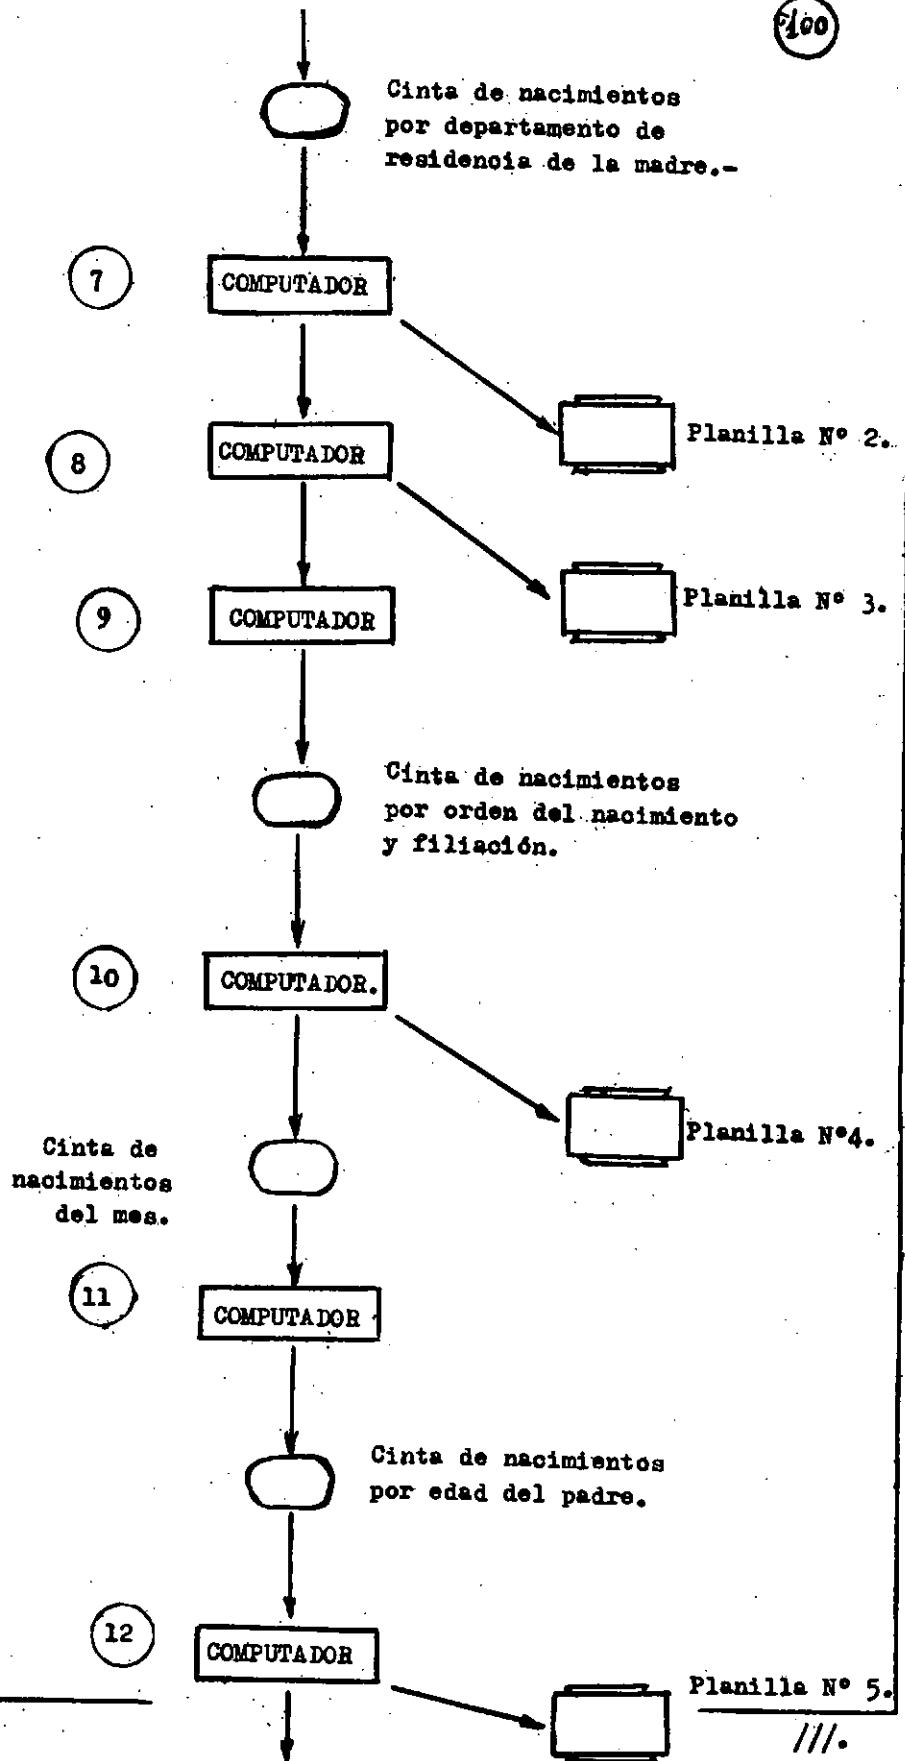 100
Cinta de nacimientos
por departamento de
residencia de la madre.-
7
COMPUTADOR
Planilla Nº 2.
8
COMPUTADOR
Planilla Nº 3.
9
COMPUTADOR
Cinta de nacimientos
por orden del nacimiento
y filiación.
10
COMPUTADOR.
Planilla Nº4.
Cinta de
nacimientos
del mes.
11
COMPUTADOR
Cinta de nacimientos
por edad del padre.
12
COMPUTADOR
Planilla Nº 5.
///.